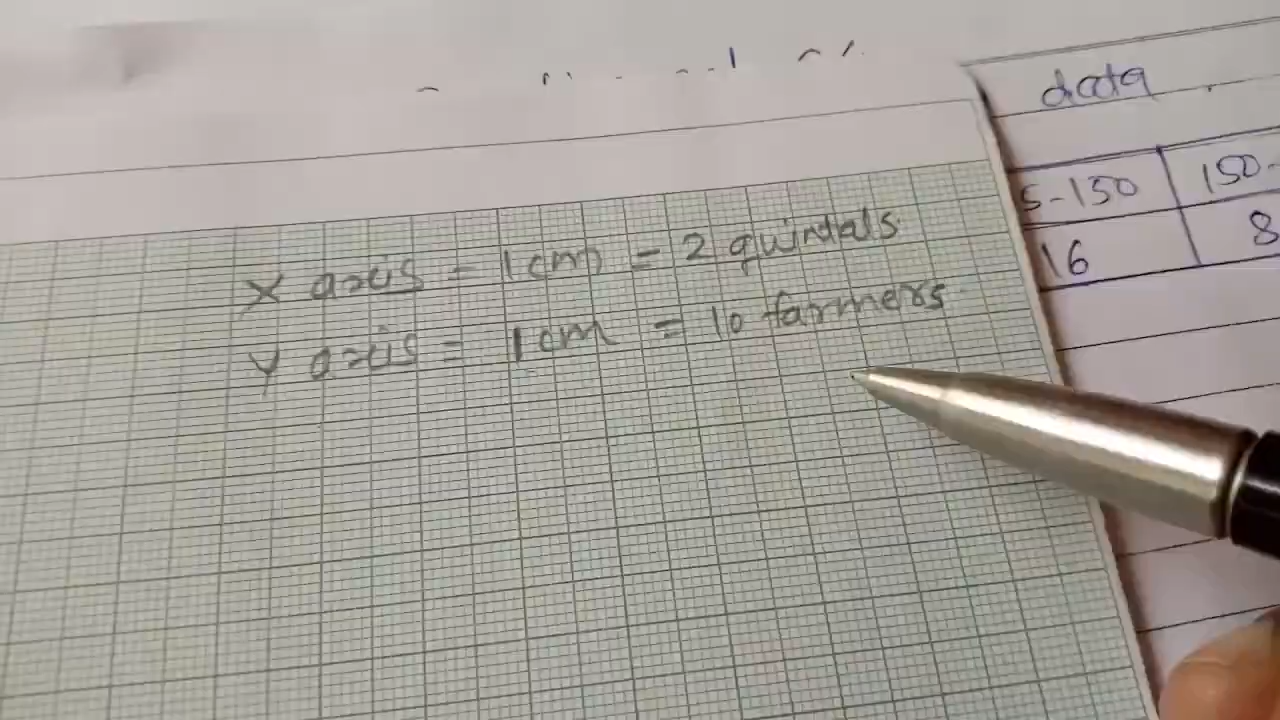 X axis = 1cm = 2 quintals
Y axis = 1cm = 10 farmers
data
5-150
150-
16
8